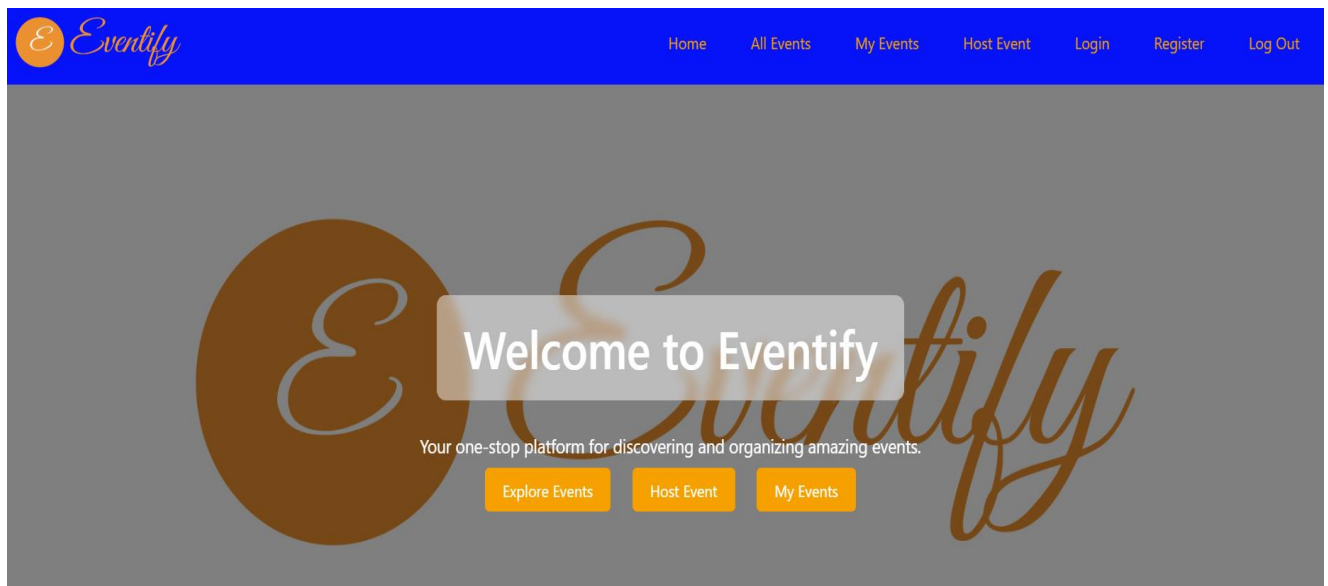 E Eventify
Home All Events My Events Host Event Login Register Log Out
E Eventify
Welcome to Eventify
Your one-stop platform for discovering and organizing amazing events.
Explore Events Host Event My Events